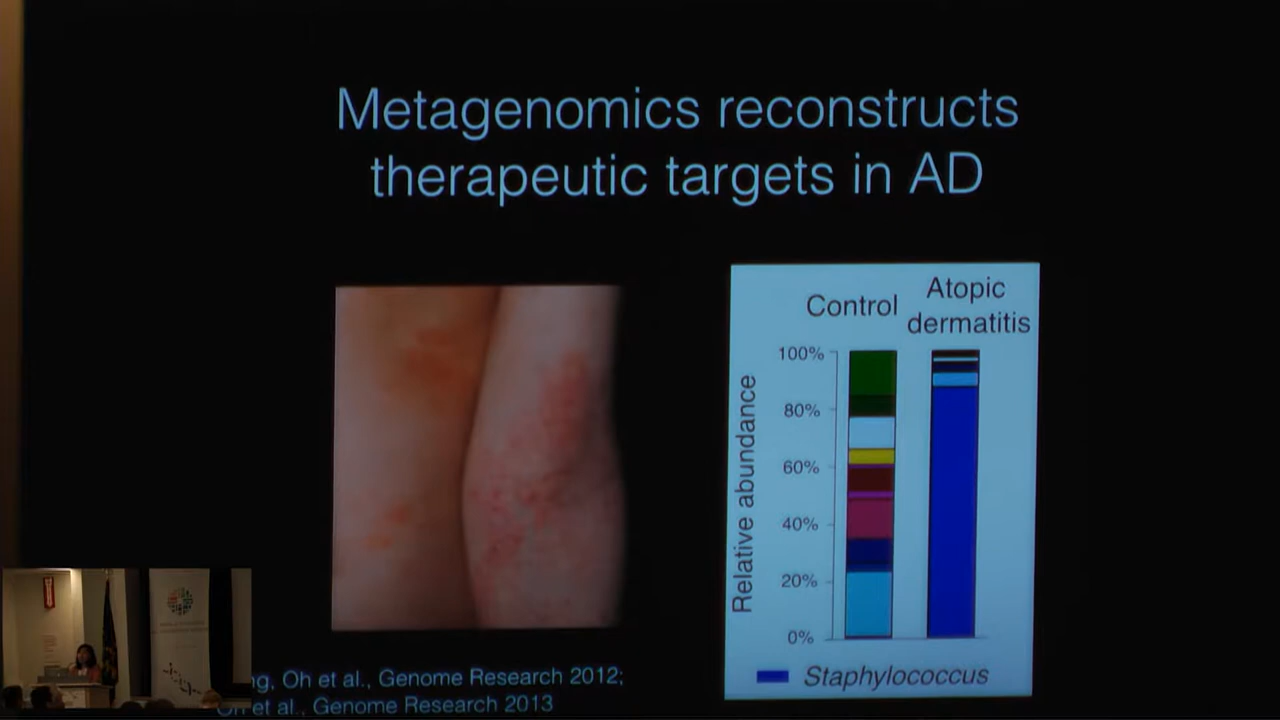 Metagenomics reconstructs
therapeutic targets in AD
Control
Atopic
dermatitis
100%
80%
60%
40%
20%
0%
Relative abundance
Staphylococcus
Oh et al., Genome Research 2012;
et al., Genome Research 2013